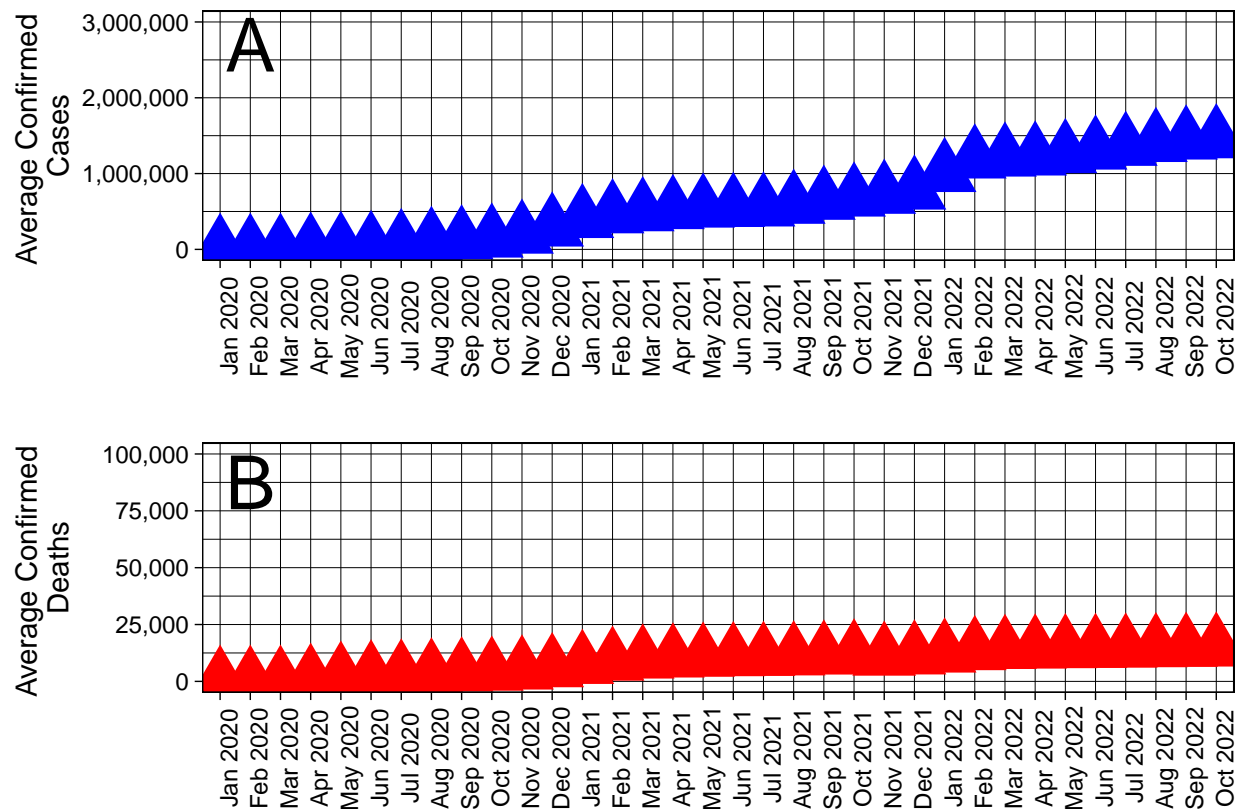 A
Average Confirmed
Cases
3,000,000
2,000,000
1,000,000
0
Jan 2020
Feb 2020
Mar 2020
Apr 2020
May 2020
Jun 2020
Jul 2020
Aug 2020
Sep 2020
Oct 2020
Nov 2020
Dec 2020
Jan 2021
Feb 2021
Mar 2021
Apr 2021
May 2021
Jun 2021
Jul 2021
Aug 2021
Sep 2021
Oct 2021
Nov 2021
Dec 2021
Jan 2022
Feb 2022
Mar 2022
Apr 2022
May 2022
Jun 2022
Jul 2022
Aug 2022
Sep 2022
Oct 2022
B
Average Confirmed
Deaths
100,000
75,000
50,000
25,000
0
Jan 2020
Feb 2020
Mar 2020
Apr 2020
May 2020
Jun 2020
Jul 2020
Aug 2020
Sep 2020
Oct 2020
Nov 2020
Dec 2020
Jan 2021
Feb 2021
Mar 2021
Apr 2021
May 2021
Jun 2021
Jul 2021
Aug 2021
Sep 2021
Oct 2021
Nov 2021
Dec 2021
Jan 2022
Feb 2022
Mar 2022
Apr 2022
May 2022
Jun 2022
Jul 2022
Aug 2022
Sep 2022
Oct 2022